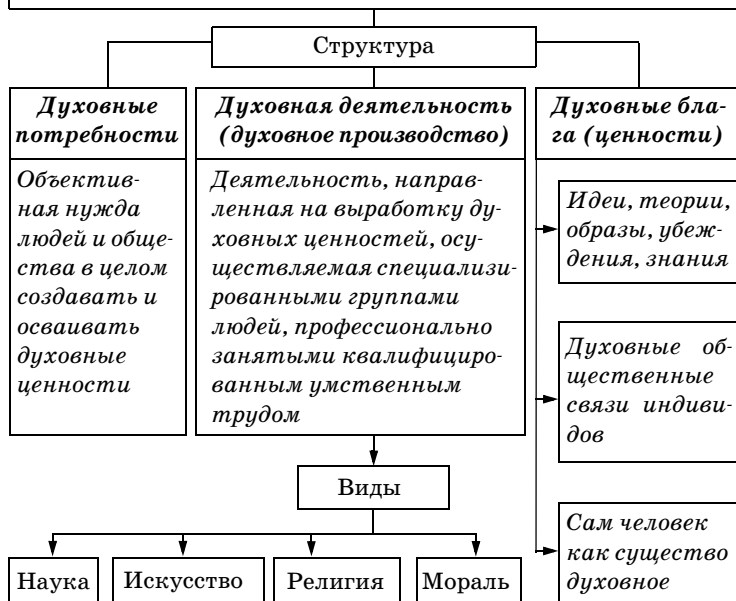 Структура
Духовные
потребности
Объектив-
ная нужда
людей и обще-
ства в целом
создавать и
осваивать
духовные
ценности
Духовная деятельность
(духовное производство)
Деятельность, направ-
ленная на выработку ду-
ховных ценностей, осу-
ществляемая специализи-
рованными группами
людей, профессионально
занятыми квалифициро-
ванным умственным
трудом
Виды
Наука
Искусство
Религия
Мораль
Духовные бла-
га (ценности)
Идеи, теории,
образы, убеж-
дения, знания
Духовные об-
щественные
связи индиви-
дов
Сам человек
как существо
духовное